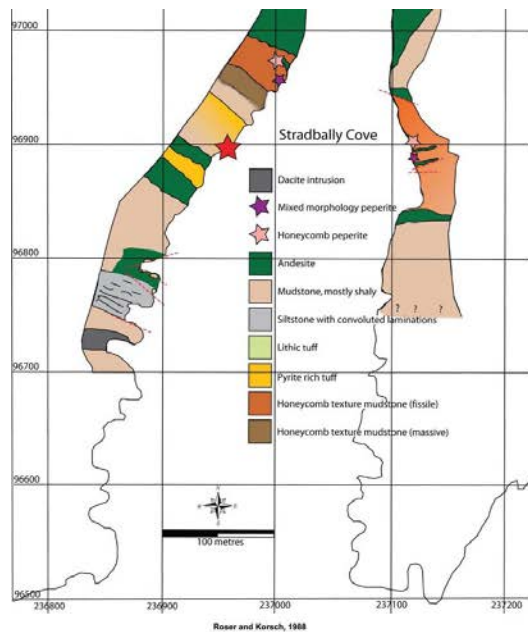 97000
96900
96800
96700
96600
96500
Stradbally Cove
Dacite intrusion
Mixed morphology peperite
Honeycomb peperite
Andesite
Mudstone, mostly shaly
Siltstone with convoluted laminations
Lithic tuff
Pyrite rich tuff
Honeycomb texture mudstone (fissile)
Honeycomb texture mudstone (massive)
? ? ?
100 metres
236800 236900 237000 237100 237200
Roser and Korsch, 1988